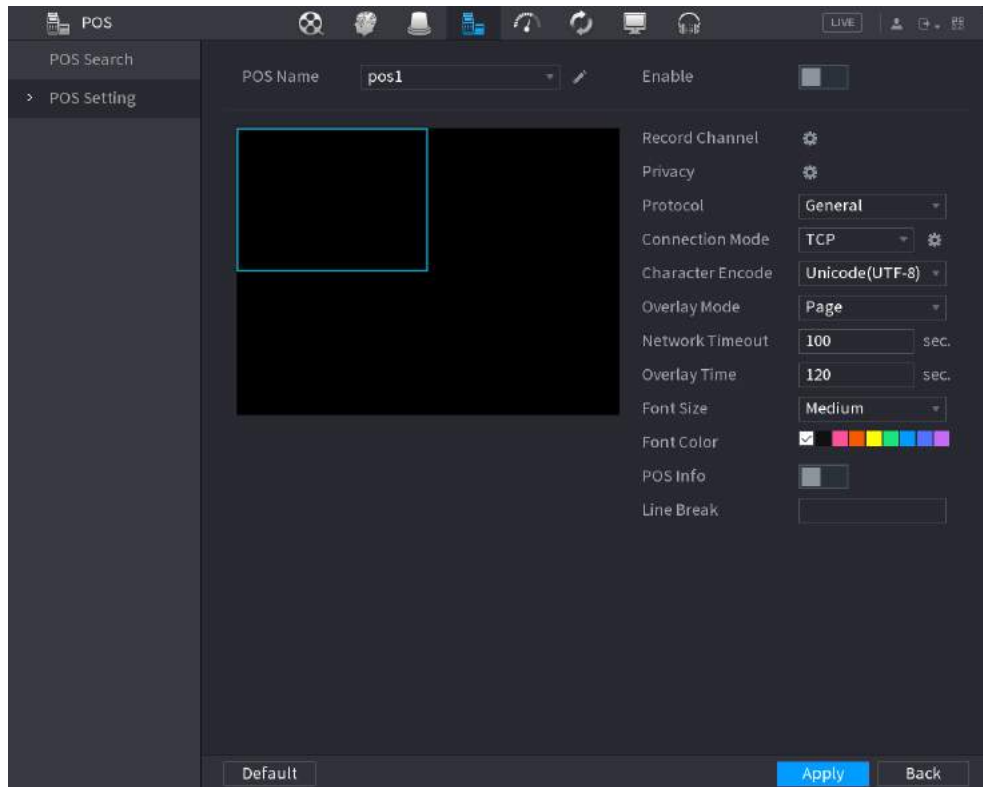 POS
LIVE
POS Search
POS Setting
POS Name pos1 Enable
Record Channel
Privacy
Protocol General
Connection Mode TCP
Character Encode Unicode(UTF-8)
Overlay Mode Page
Network Timeout 100 sec.
Overlay Time 120 sec.
Font Size Medium
Font Color
POS Info
Line Break
Default Apply Back